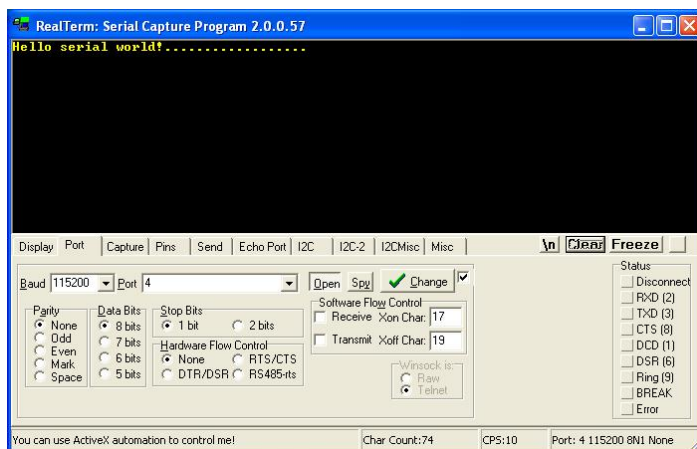 RealTerm: Serial Capture Program 2.0.0.57
Hello serial world!..................
Display Port Capture Pins Send Echo Port I2C I2C-2 I2CMisc Misc \n Clear Freeze
Status
Baud 115200 Port 4 Open Spy Change
Disconnect
RXD (2)
TXD (3)
CTS (8)
DCD (1)
DSR (6)
Ring (9)
BREAK
Error
Parity
None
Odd
Even
Mark
Space
Data Bits
8 bits
7 bits
6 bits
5 bits
Stop Bits
1 bit 2 bits
Hardware Flow Control
None RTS/CTS
DTR/DSR RS485-rts
Software Flow Control
Receive Xon Char: 17
Transmit Xoff Char: 19
Winsock is:
Raw
Telnet
You can use ActiveX automation to control me! Char Count:74 CPS:10 Port: 4 115200 8N1 None